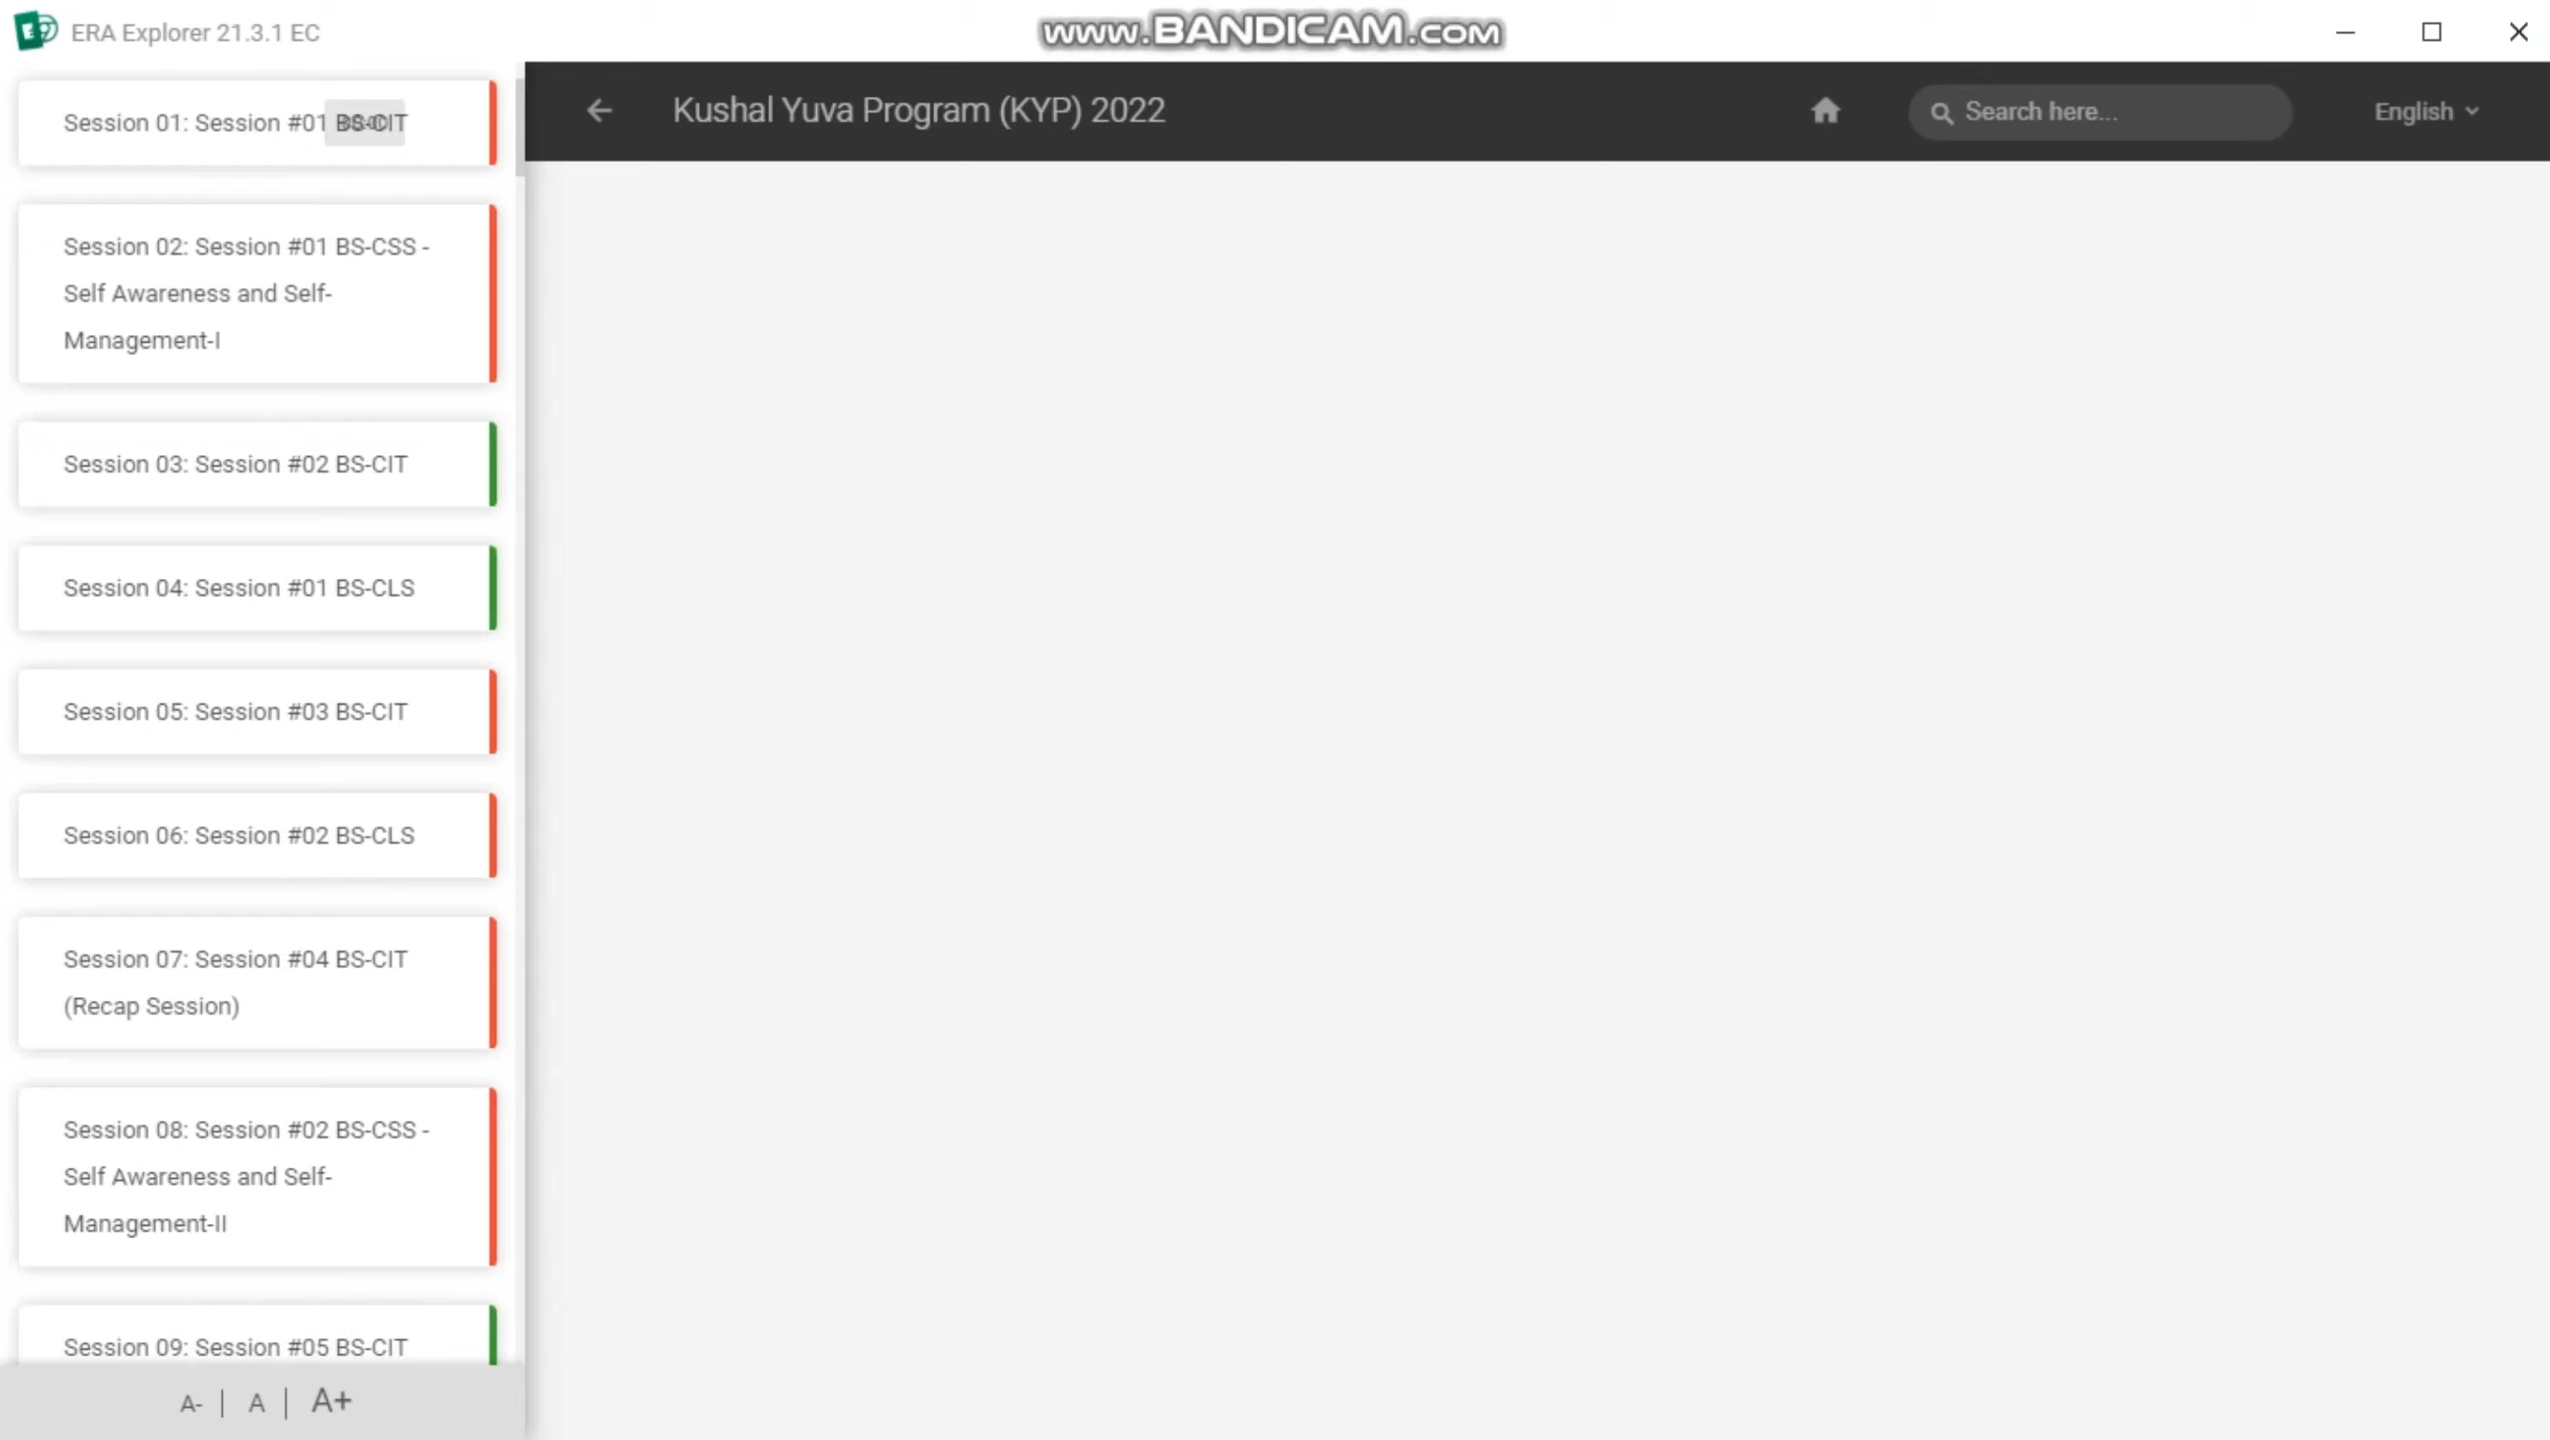 ERA Explorer 21.3.1 EC
www.BANDICAM.com
Kushal Yuva Program (KYP) 2022
Search here...
English
Session 01: Session #01 BS-CIT
Session 02: Session #01 BS-CSS -
Self Awareness and Self-
Management-I
Session 03: Session #02 BS-CIT
Session 04: Session #01 BS-CLS
Session 05: Session #03 BS-CIT
Session 06: Session #02 BS-CLS
Session 07: Session #04 BS-CIT
(Recap Session)
Session 08: Session #02 BS-CSS -
Self Awareness and Self-
Management-II
Session 09: Session #05 BS-CIT
A- | A | A+